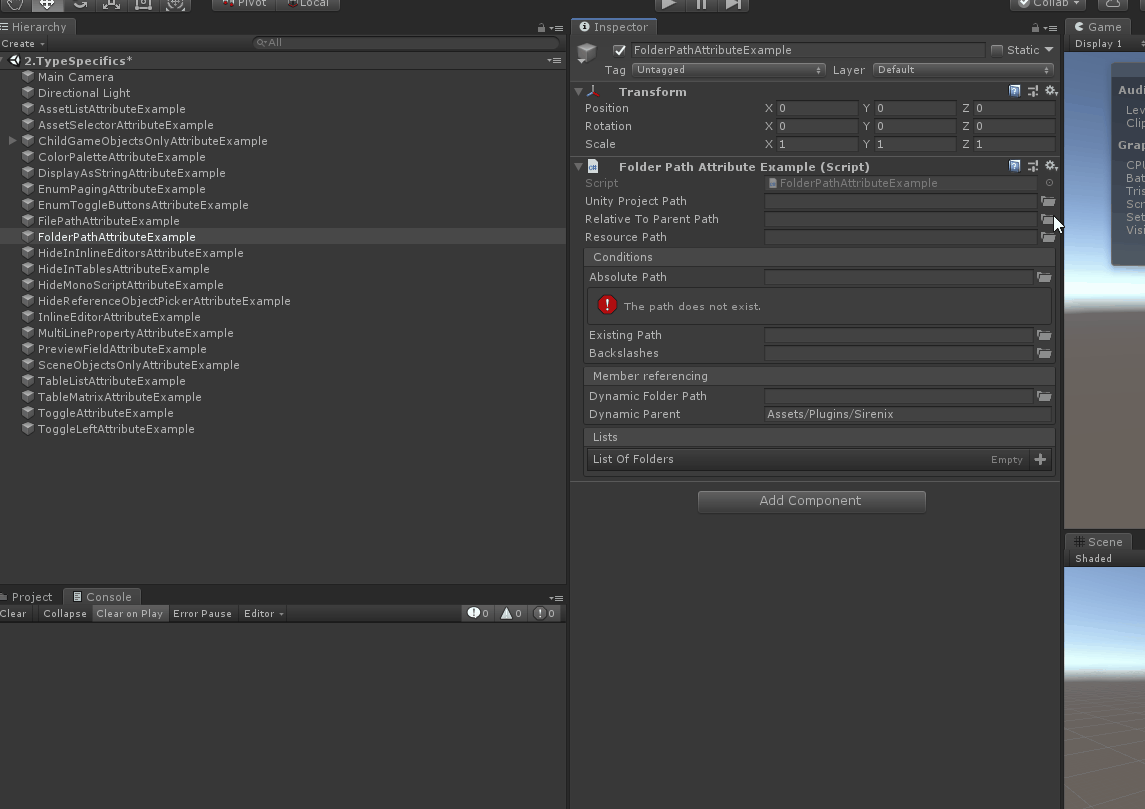 Pivot Local Collab
Hierarchy
Create All
2.TypeSpecifics*
Main Camera
Directional Light
AssetListAttributeExample
AssetSelectorAttributeExample
ChildGameObjectsOnlyAttributeExample
ColorPaletteAttributeExample
DisplayAsStringAttributeExample
EnumPagingAttributeExample
EnumToggleButtonsAttributeExample
FilePathAttributeExample
FolderPathAttributeExample
HideInInlineEditorsAttributeExample
HideInTablesAttributeExample
HideMonoScriptAttributeExample
HideReferenceObjectPickerAttributeExample
InlineEditorAttributeExample
MultiLinePropertyAttributeExample
PreviewFieldAttributeExample
SceneObjectsOnlyAttributeExample
TableListAttributeExample
TableMatrixAttributeExample
ToggleAttributeExample
ToggleLeftAttributeExample
Project Console
Clear Collapse Clear on Play Error Pause Editor 0 0 0
Inspector
FolderPathAttributeExample Static
Tag Untagged Layer Default
Transform
Position X 0 Y 0 Z 0
Rotation X 0 Y 0 Z 0
Scale X 1 Y 1 Z 1
Folder Path Attribute Example (Script)
Script FolderPathAttributeExample
Unity Project Path
Relative To Parent Path
Resource Path
Conditions
Absolute Path
The path does not exist.
Existing Path
Backslashes
Member referencing
Dynamic Folder Path
Dynamic Parent Assets/Plugins/Sirenix
Lists
List Of Folders Empty
Add Component
Game
Display 1
Audi
Lev
Clip
Grap
CPU
Bat
Tris
Scr
Set
Visi
Scene
Shaded